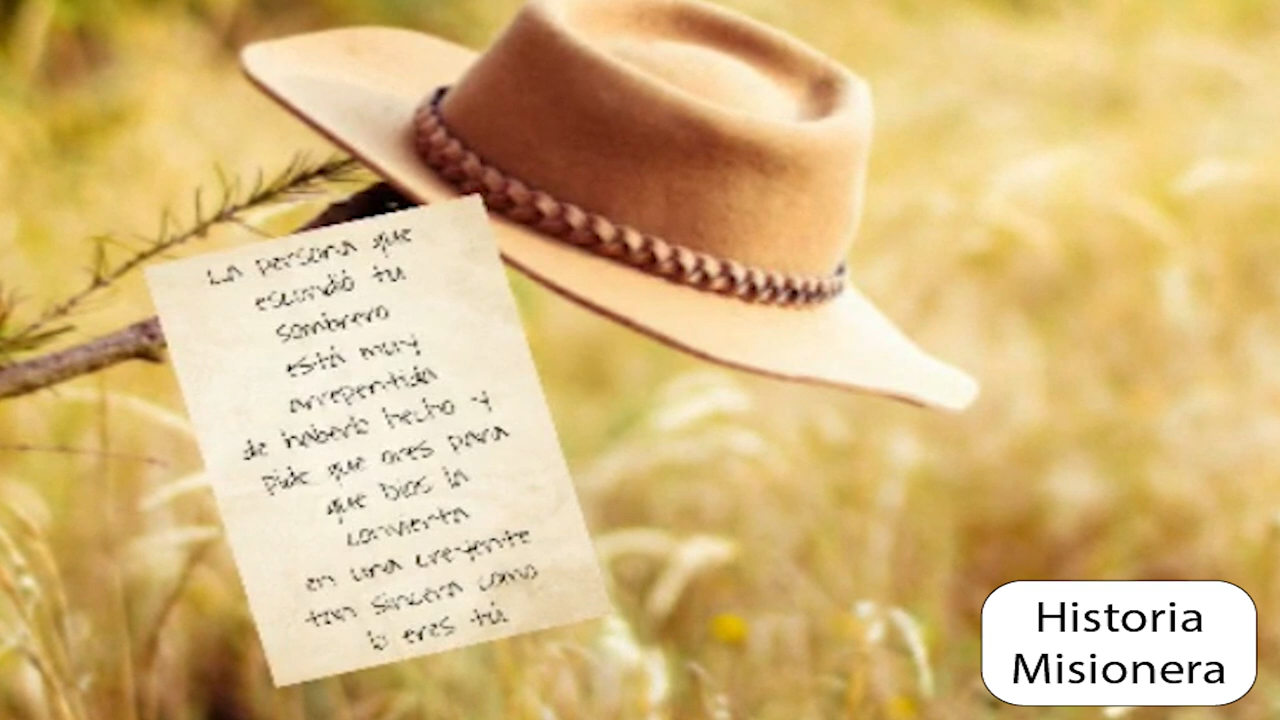 La persona que
escondió tu
sombrero
está muy
arrepentida
de haberlo hecho y
pide que ores para
que Dios la
convierta
en una creyente
tan sincera como
lo eres tú
Historia
Misionera